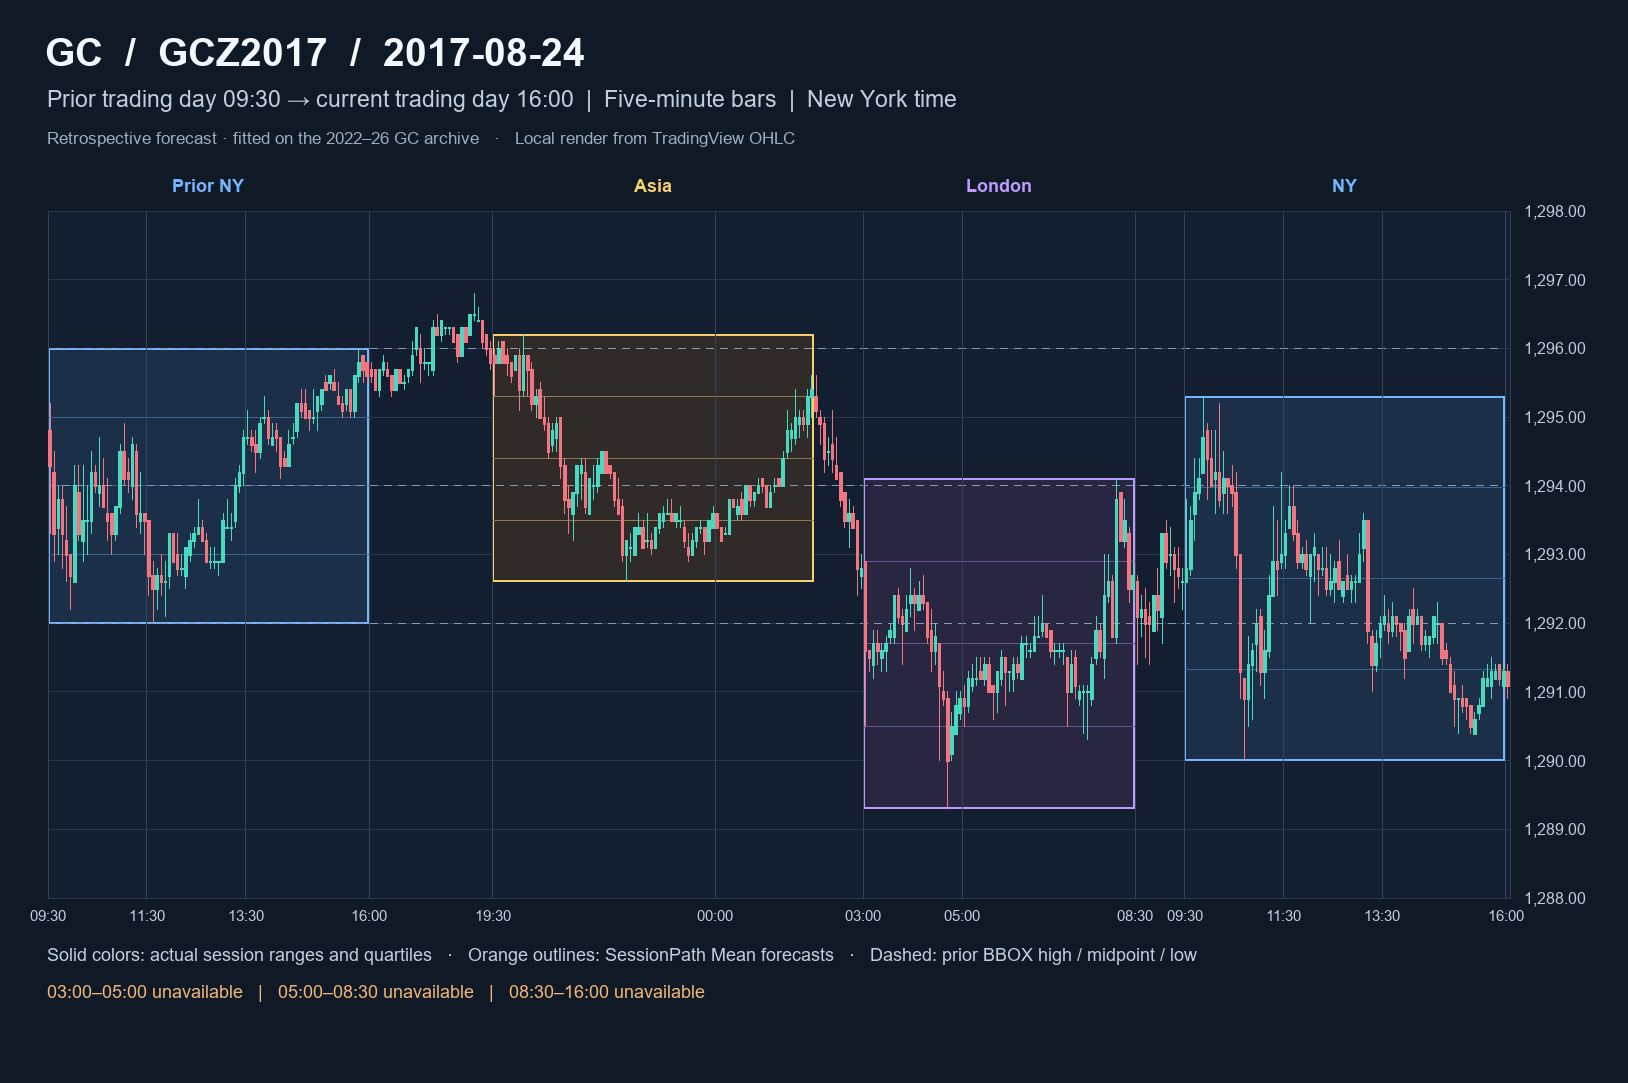 GC / GCZ2017 / 2017-08-24
Prior trading day 09:30 → current trading day 16:00 | Five-minute bars | New York time
Retrospective forecast · fitted on the 2022–26 GC archive · Local render from TradingView OHLC
Prior NY Asia London NY
1,298.00
1,297.00
1,296.00
1,295.00
1,294.00
1,293.00
1,292.00
1,291.00
1,290.00
1,289.00
1,288.00
09:30 11:30 13:30 16:00 19:30 00:00 03:00 05:00 08:30 09:30 11:30 13:30 16:00
Solid colors: actual session ranges and quartiles · Orange outlines: SessionPath Mean forecasts · Dashed: prior BBOX high / midpoint / low
03:00–05:00 unavailable | 05:00–08:30 unavailable | 08:30–16:00 unavailable